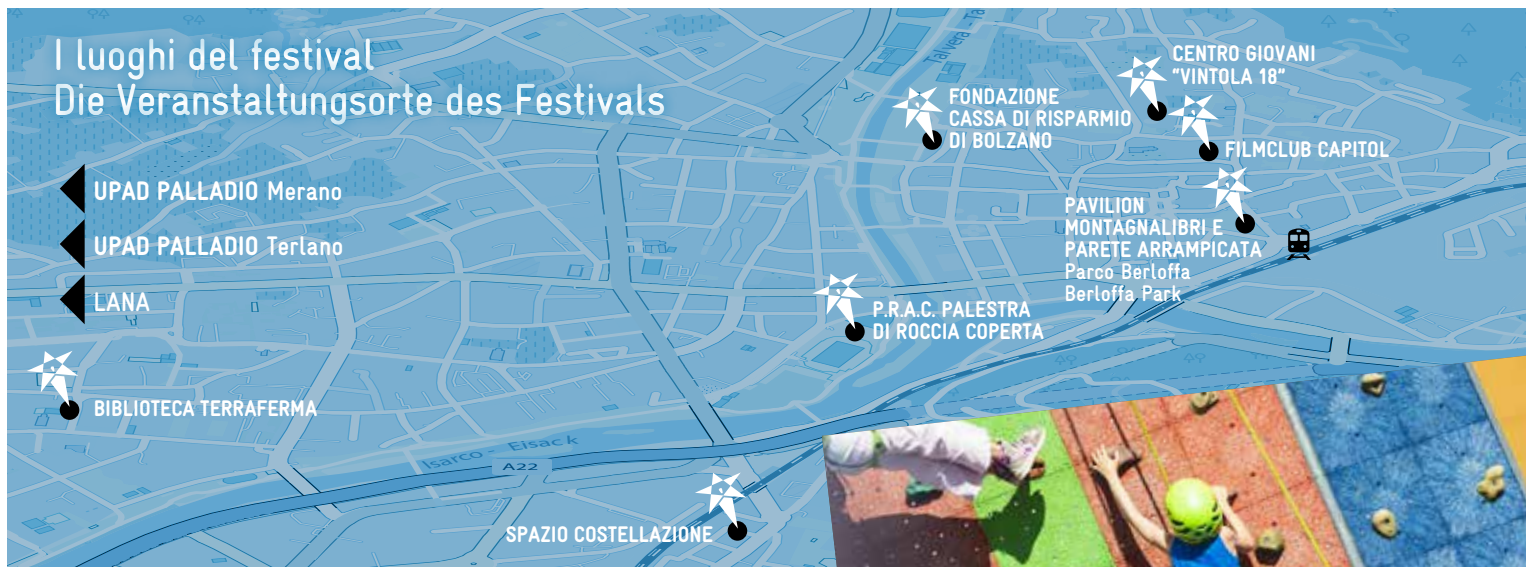 I luoghi del festival
Die Veranstaltungsorte des Festivals
UPAD PALLADIO Merano
UPAD PALLADIO Terlano
LANA
BIBLIOTECA TERRAFERMA
Isarco - Eisack
A22
SPAZIO COSTELLAZIONE
P.R.A.C. PALESTRA
DI ROCCIA COPERTA
FONDAZIONE
CASSA DI RISPARMIO
DI BOLZANO
Talvera - Ta
CENTRO GIOVANI
"VINTOLA 18"
FILMCLUB CAPITOL
PAVILION
MONTAGNALIBRI E
PARETE ARRAMPICATA
Parco Berloffa
Berloffa Park